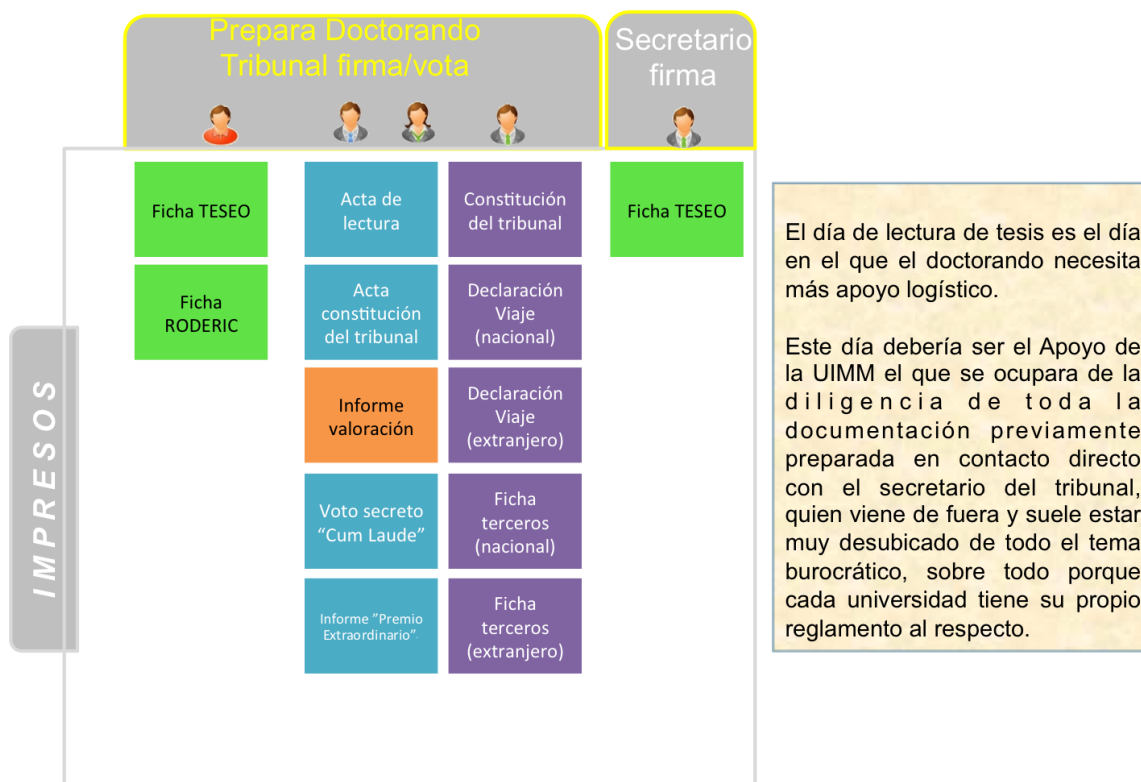 Prepara Doctorando
Tribunal firma/vota
Secretario
firma
IMPRESOS
Ficha TESEO
Ficha
RODERIC
Acta de
lectura
Acta
constitución
del tribunal
Informe
valoración
Voto secreto
“Cum Laude”
Informe ”Premio
Extraordinario”.
Constitución
del tribunal
Declaración
Viaje
(nacional)
Declaración
Viaje
(extranjero)
Ficha
terceros
(nacional)
Ficha
terceros
(extranjero)
Ficha TESEO
El día de lectura de tesis es el día
en el que el doctorando necesita
más apoyo logístico.
Este día debería ser el Apoyo de
la UIMM el que se ocupara de la
diligencia de toda la
documentación previamente
preparada en contacto directo
con el secretario del tribunal,
quien viene de fuera y suele estar
muy desubicado de todo el tema
burocrático, sobre todo porque
cada universidad tiene su propio
reglamento al respecto.